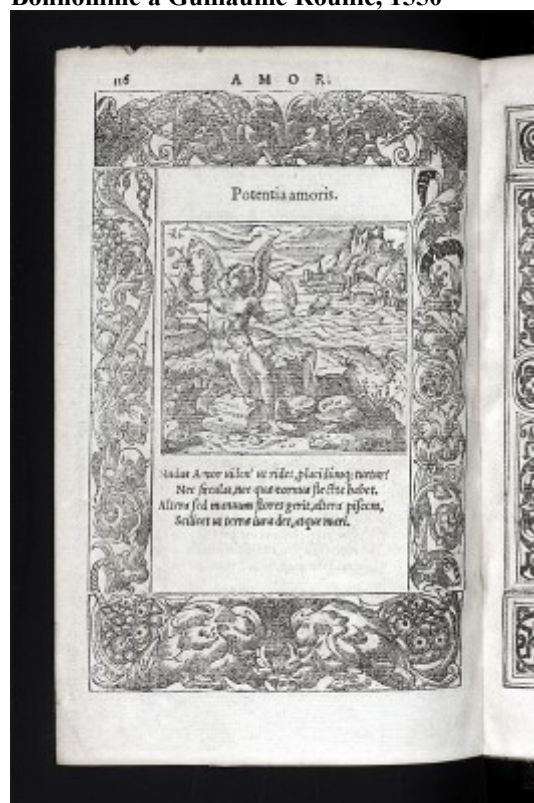 Bonhomme à Guillaume Rouille, 1550
116 AMOR.
Potentia amoris.
Nudus Amor uiden' ut ridet, placidumq; tuetur?
Nec faculas, nec quæ cornua flectat habet.
Altera sed manuum flores gerit, altera piscem,
Scilicet ut terræ iura det, atque mari.